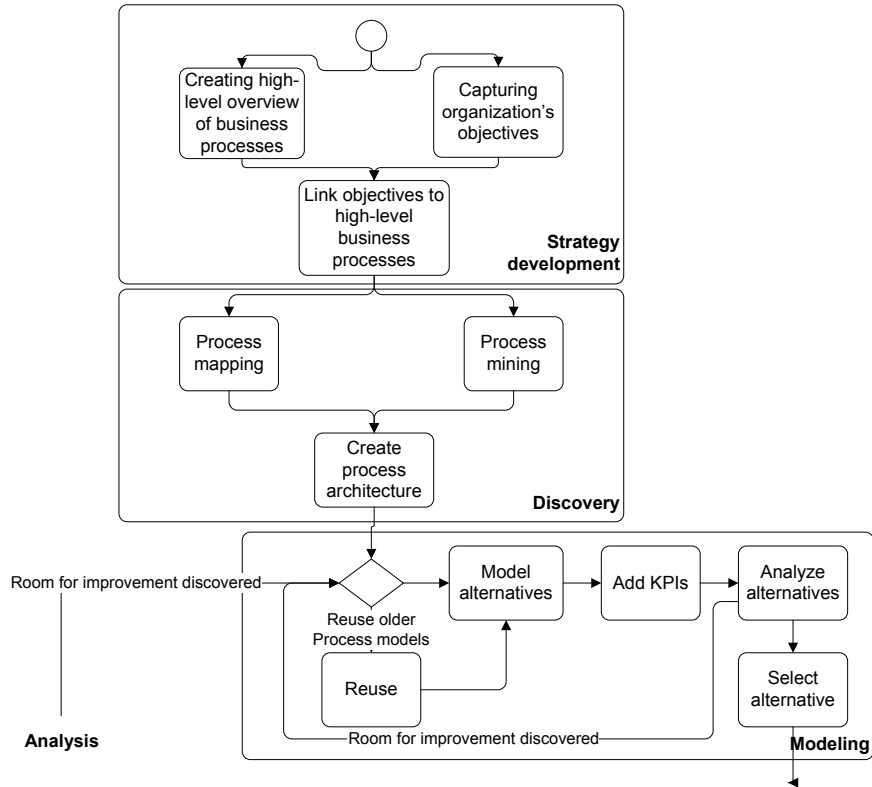 Creating high-
level overview
of business
processes
Capturing
organization's
objectives
Link objectives to
high-level
business
processes
Strategy
development
Process
mapping
Process
mining
Create
process
architecture
Discovery
Room for improvement discovered
Model
alternatives
Add KPIs
Analyze
alternatives
Reuse older
Process models
Reuse
Select
alternative
Room for improvement discovered
Analysis
Modeling